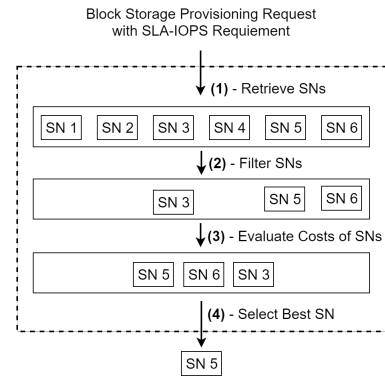 Block Storage Provisioning Request
with SLA-IOPS Requiement
(1) - Retrieve SNs
SN 1 SN 2 SN 3 SN 4 SN 5 SN 6
(2) - Filter SNs
SN 3 SN 5 SN 6
(3) - Evaluate Costs of SNs
SN 5 SN 6 SN 3
(4) - Select Best SN
SN 5